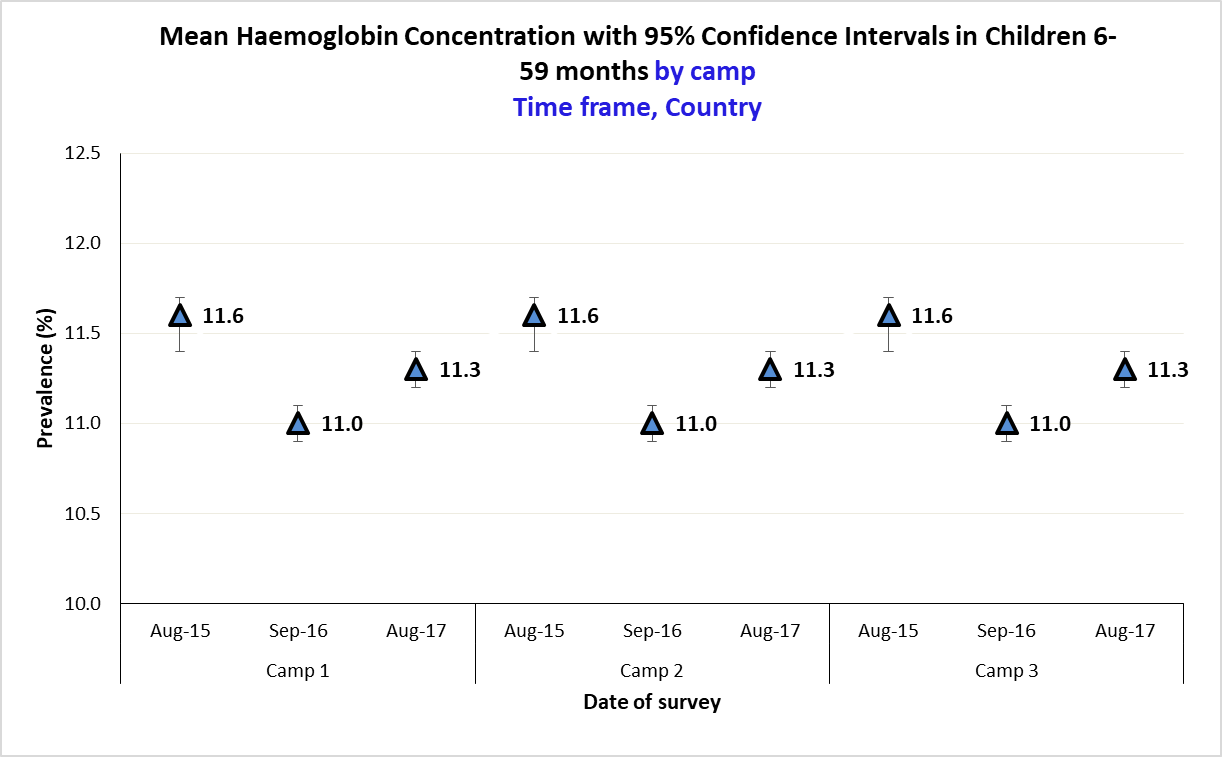 Mean Haemoglobin Concentration with 95% Confidence Intervals in Children 6-
59 months by camp
Time frame, Country
12.5
12.0
11.5
11.0
10.5
10.0
Prevalence (%)
11.6
11.0
11.3
11.6
11.0
11.3
11.6
11.0
11.3
Aug-15 Sep-16 Aug-17 Aug-15 Sep-16 Aug-17 Aug-15 Sep-16 Aug-17
Camp 1 Camp 2 Camp 3
Date of survey